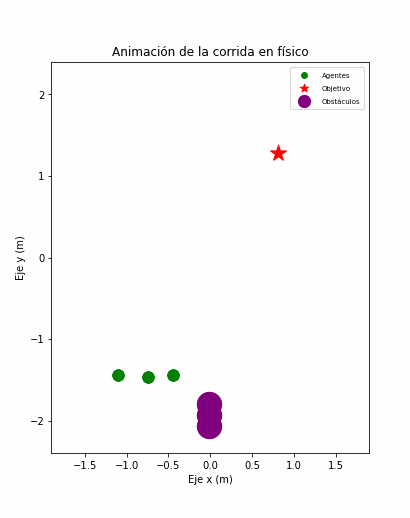 Animación de la corrida en físico
Agentes
Objetivo
Obstáculos
Eje y (m)
2
1
0
−1
−2
−1.5 −1.0 −0.5 0.0 0.5 1.0 1.5
Eje x (m)